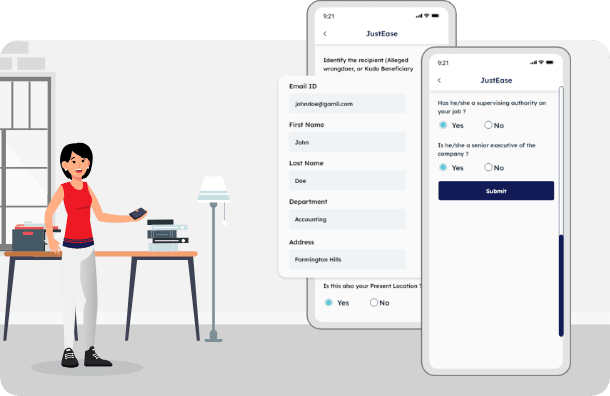 9:21
JustEase
Identify the recipient (Alleged
wrongdoer, or Kudo Beneficiary
Email ID
johndoe@gamil.com
First Name
John
Last Name
Doe
Department
Accounting
Address
Farmington Hills
Is this also your Present Location ?
Yes
No
9:21
JustEase
Has he/she a supervising authority on
your job ?
Yes
No
Is he/she a senior executive of the
company ?
Yes
No
Submit